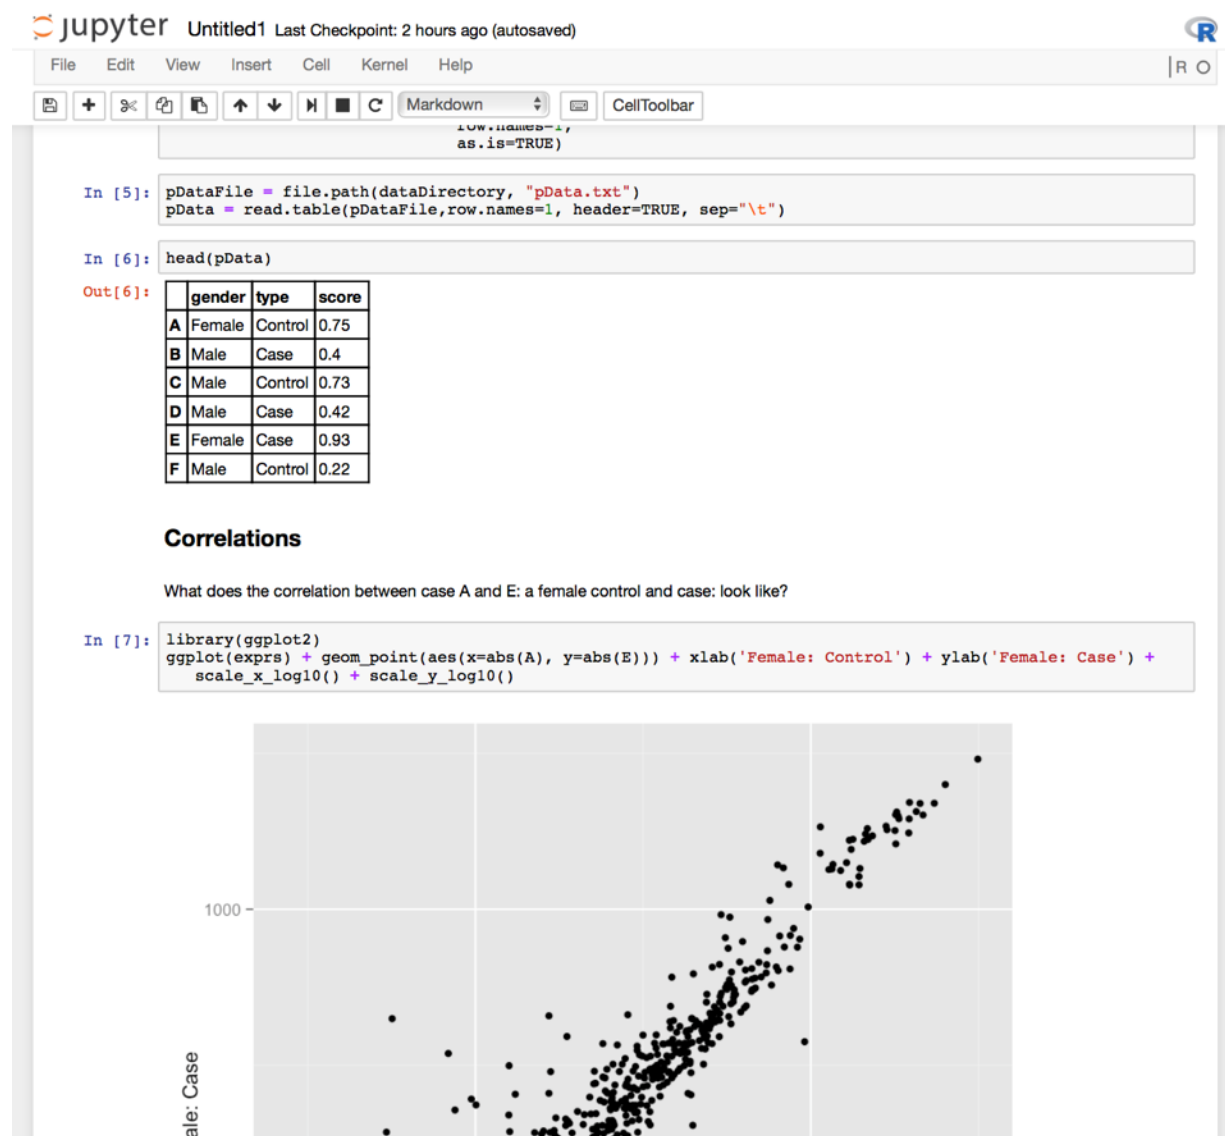 jupyter Untitled1 Last Checkpoint: 2 hours ago (autosaved) R
File Edit View Insert Cell Kernel Help R
Markdown CellToolbar
row.names=1,
as.is=TRUE)
In [5]: pDataFile = file.path(dataDirectory, "pData.txt")
pData = read.table(pDataFile,row.names=1, header=TRUE, sep="\t")
In [6]: head(pData)
Out[6]:
gender type score
A Female Control 0.75
B Male Case 0.4
C Male Control 0.73
D Male Case 0.42
E Female Case 0.93
F Male Control 0.22
Correlations
What does the correlation between case A and E: a female control and case: look like?
In [7]: library(ggplot2)
ggplot(exprs) + geom_point(aes(x=abs(A), y=abs(E))) + xlab('Female: Control') + ylab('Female: Case') +
scale_x_log10() + scale_y_log10()
1000
ale: Case